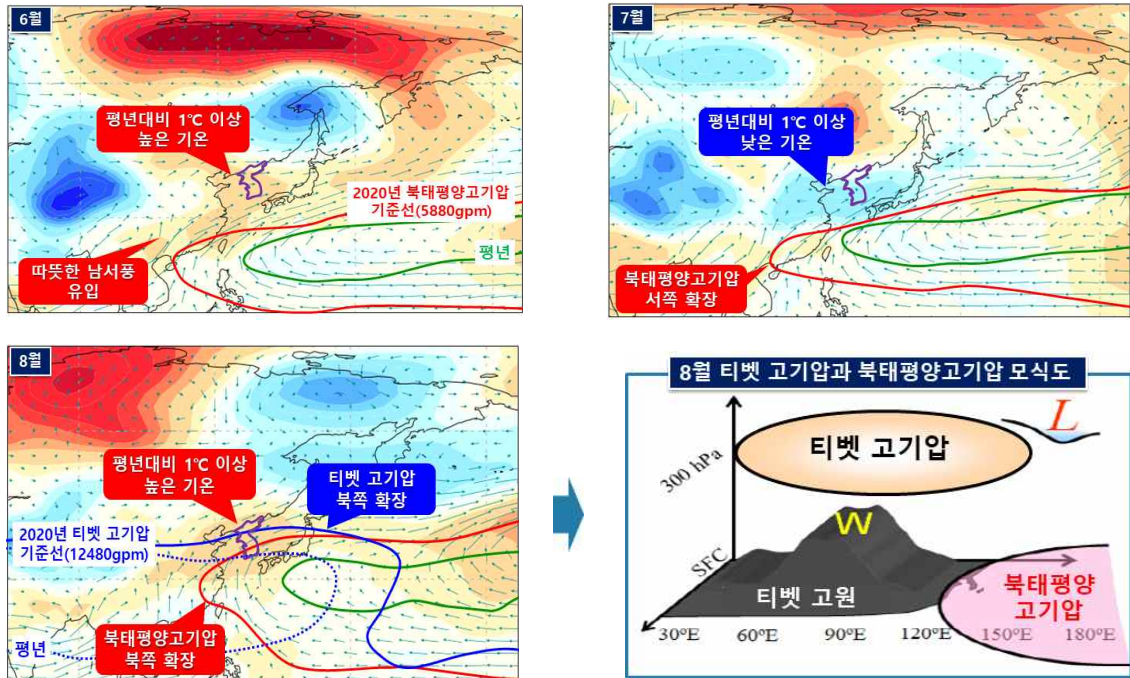 6월
평년대비 1℃ 이상
높은 기온
2020년 북태평양고기압
기준선(5880gpm)
평년
따뜻한 남서풍
유입
7월
평년대비 1℃ 이상
낮은 기온
북태평양고기압
서쪽 확장
8월
평년대비 1℃ 이상
높은 기온
티벳 고기압
북쪽 확장
2020년 티벳 고기압
기준선(12480gpm)
평년
북태평양고기압
북쪽 확장
8월 티벳 고기압과 북태평양고기압 모식도
L
티벳 고기압
300 hPa
W
SFC
티벳 고원
북태평양
고기압
30ºE 60ºE 90ºE 120ºE 150ºE 180ºE